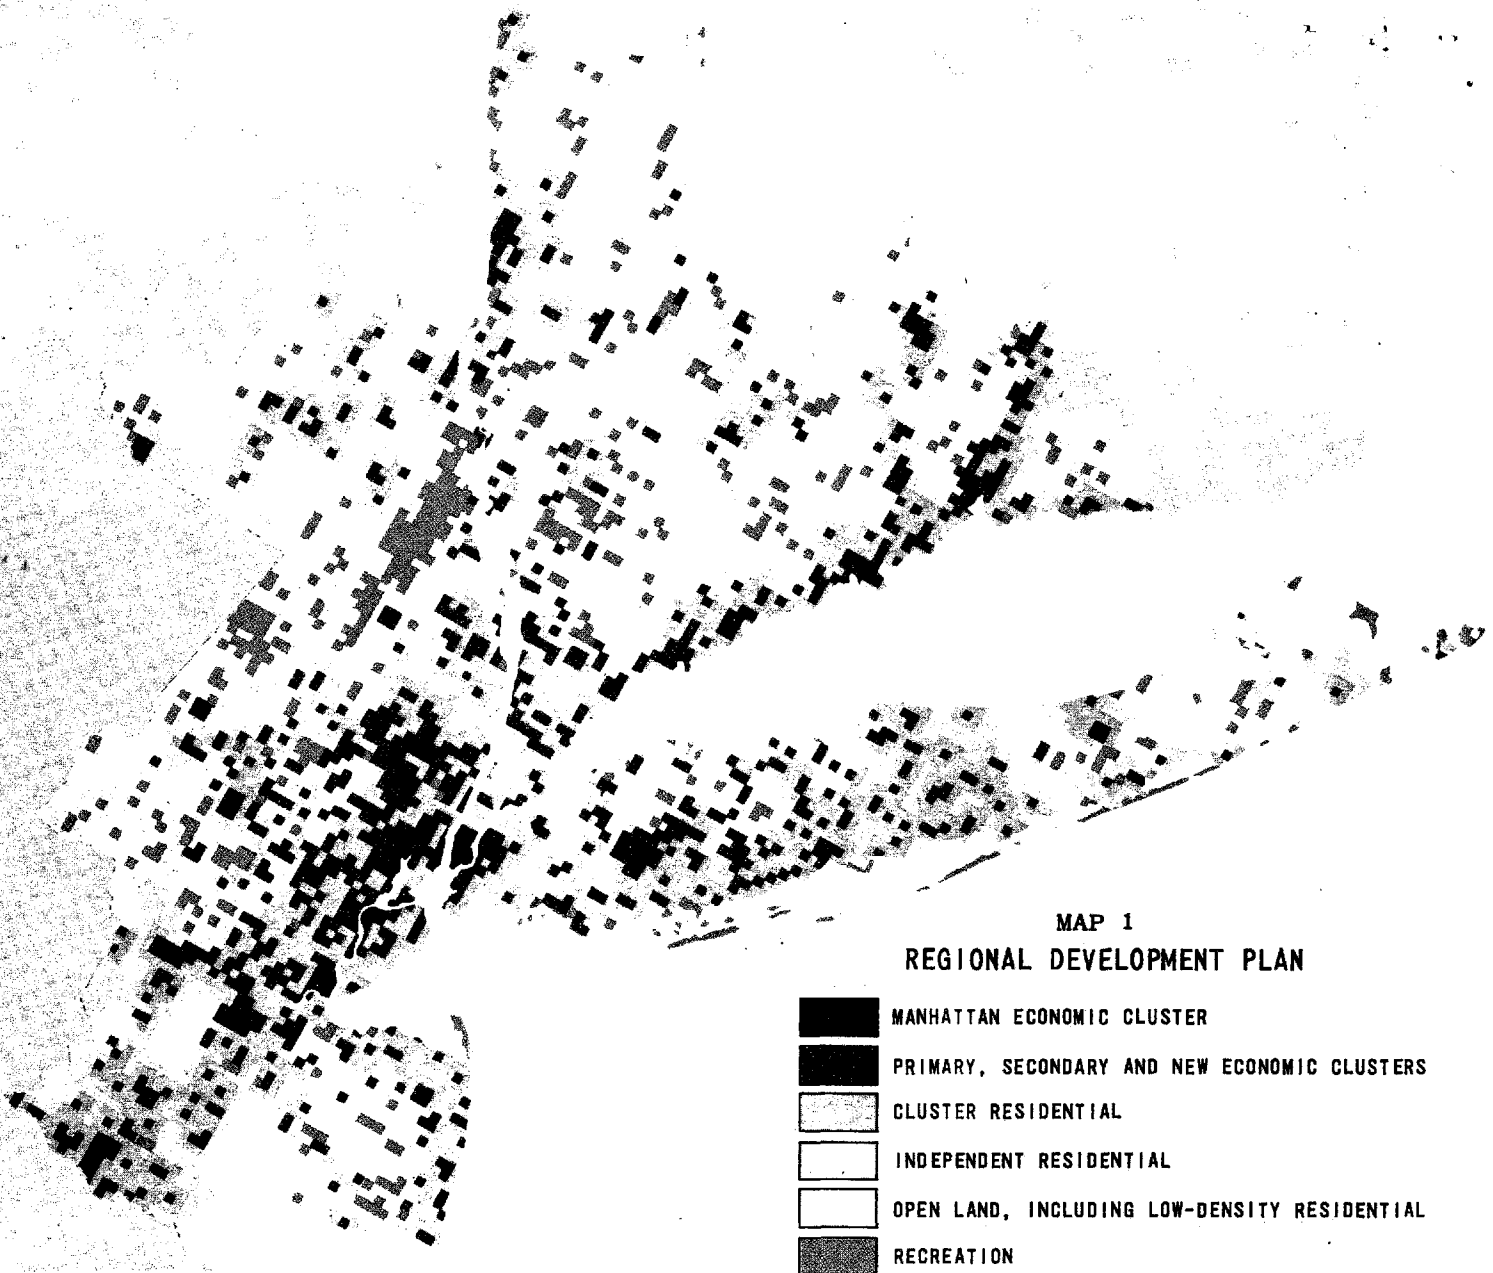 MAP 1
REGIONAL DEVELOPMENT PLAN
MANHATTAN ECONOMIC CLUSTER
PRIMARY, SECONDARY AND NEW ECONOMIC CLUSTERS
CLUSTER RESIDENTIAL
INDEPENDENT RESIDENTIAL
OPEN LAND, INCLUDING LOW-DENSITY RESIDENTIAL
RECREATION